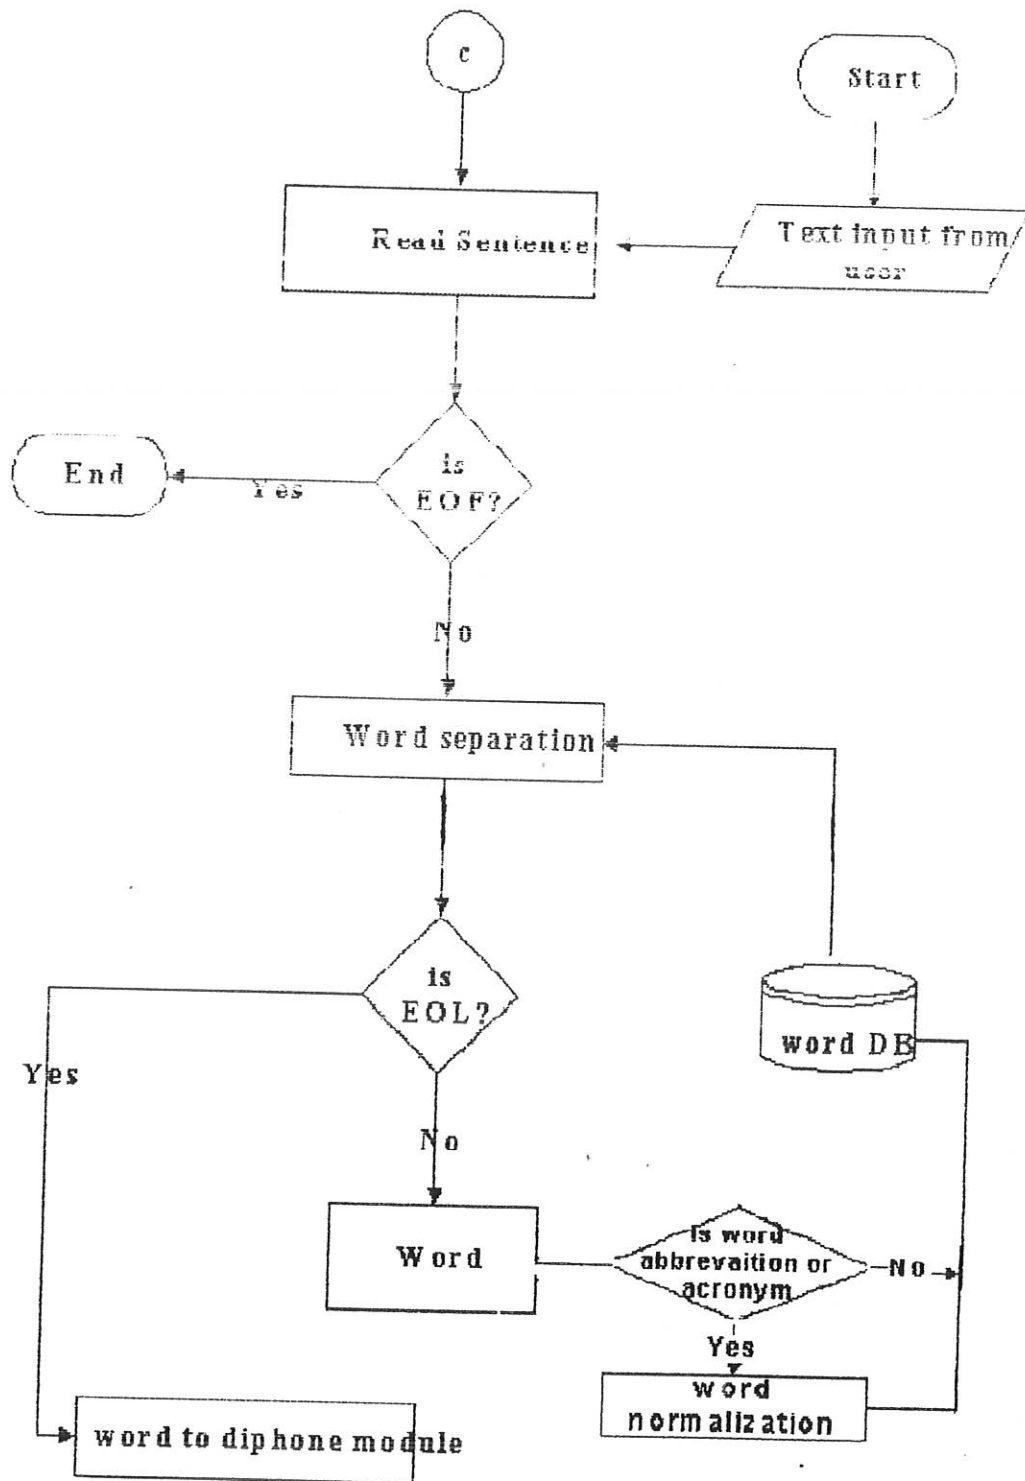 c
Start
Read Sentence
Text input from
user
is
EOF?
End
Yes
No
Word separation
is
EOL?
word DB
Yes
No
Word
Is word
abbrevaition or
acronym
No
Yes
word
normalization
word to diphone module